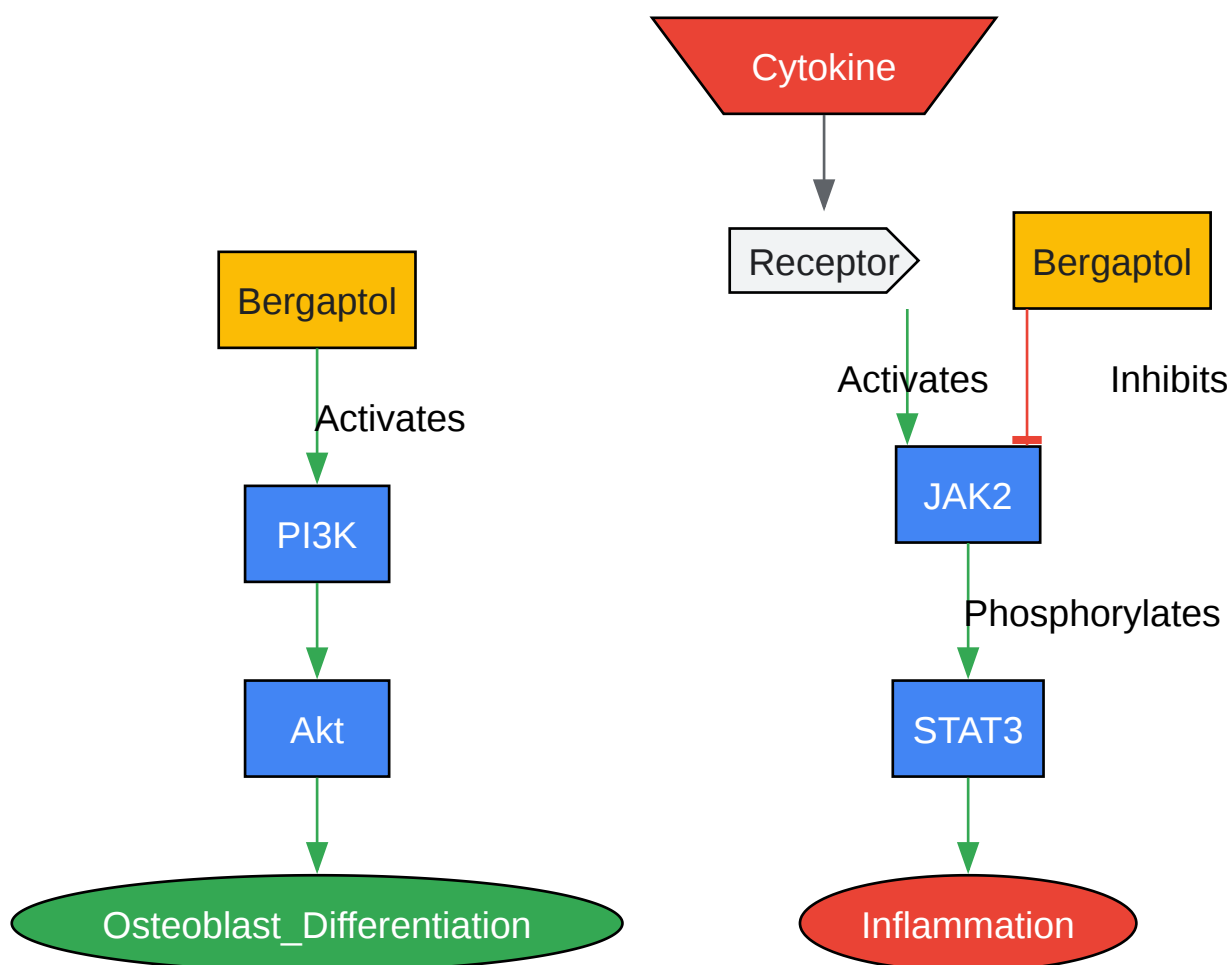 Cytokine
Receptor
Bergaptol
Bergaptol
Activates
Inhibits
Activates
JAK2
PI3K
Phosphorylates
Akt
STAT3
Osteoblast_Differentiation
Inflammation